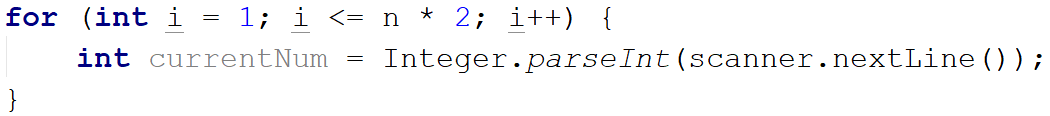 for (int i = 1; i <= n * 2; i++) {
    int currentNum = Integer.parseInt(scanner.nextLine());
}